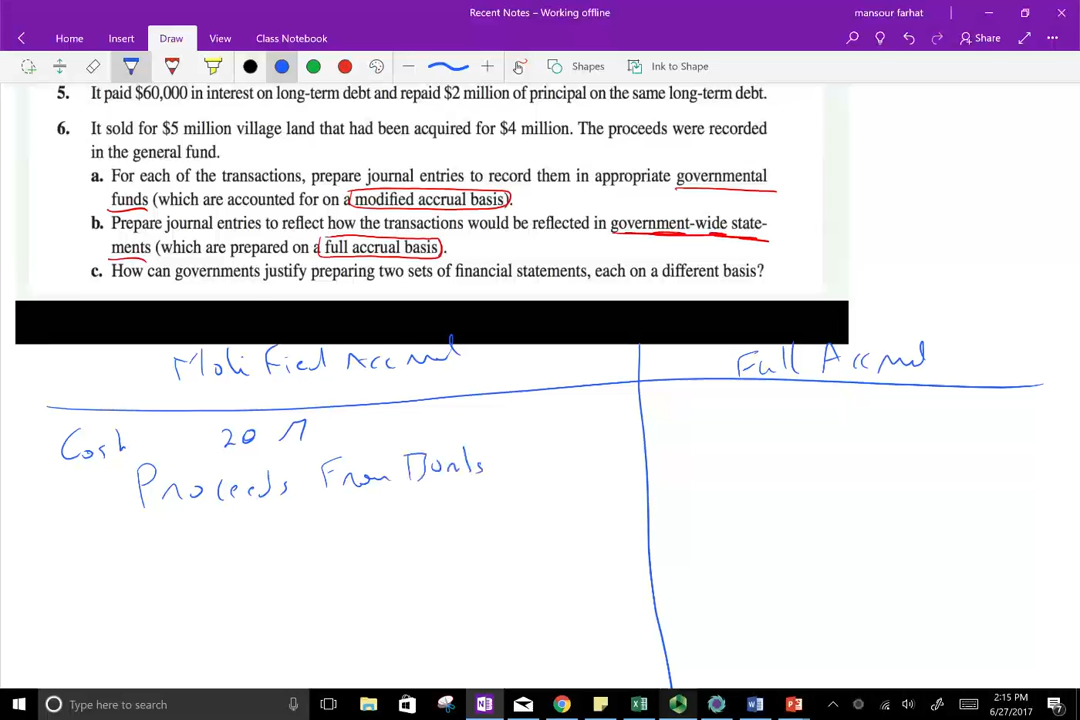 Recent Notes – Working offline
mansour farhat
Home Insert Draw View Class Notebook
Share
Shapes Ink to Shape
5. It paid $60,000 in interest on long-term debt and repaid $2 million of principal on the same long-term debt.
6. It sold for $5 million village land that had been acquired for $4 million. The proceeds were recorded
in the general fund.
a. For each of the transactions, prepare journal entries to record them in appropriate governmental
funds (which are accounted for on a modified accrual basis).
b. Prepare journal entries to reflect how the transactions would be reflected in government-wide state-
ments (which are prepared on a full accrual basis).
c. How can governments justify preparing two sets of financial statements, each on a different basis?
Modified Accrual
Full Accrual
Cash 20 M
Proceeds From Bonds
Type here to search
2:15 PM
6/27/2017
7